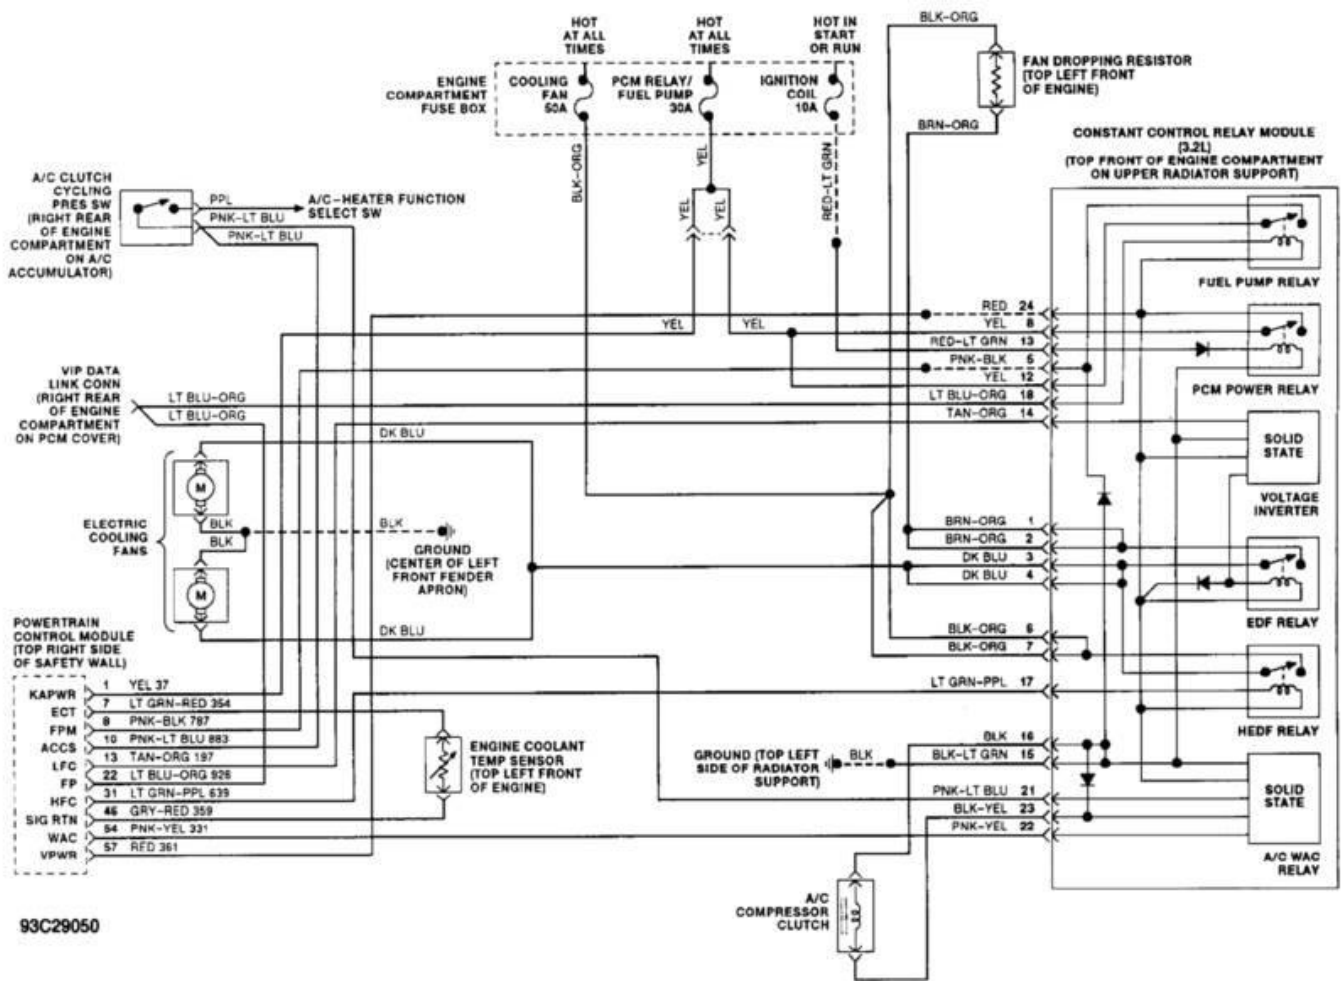 BLK-ORG
HOT
AT ALL
TIMES
HOT
AT ALL
TIMES
HOT IN
START
OR RUN
FAN DROPPING RESISTOR
(TOP LEFT FRONT
OF ENGINE)
ENGINE
COMPARTMENT
FUSE BOX
COOLING
FAN
50A
PCM RELAY/
FUEL PUMP
30A
IGNITION
COIL
10A
BRN-ORG
CONSTANT CONTROL RELAY MODULE
(3.2L)
(TOP FRONT OF ENGINE COMPARTMENT
ON UPPER RADIATOR SUPPORT)
BLK-ORG
YEL
RED-LT GRN
YEL
YEL
A/C CLUTCH
CYCLING
PRES SW
(RIGHT REAR
OF ENGINE
COMPARTMENT
ON A/C
ACCUMULATOR)
PPL
A/C-HEATER FUNCTION
SELECT SW
PNK-LT BLU
PNK-LT BLU
FUEL PUMP RELAY
RED 24
YEL
YEL
YEL 8
RED-LT GRN 13
PNK-BLK 5
YEL 12
LT BLU-ORG 18
TAN-ORG 14
PCM POWER RELAY
VIP DATA
LINK CONN
(RIGHT REAR
OF ENGINE
COMPARTMENT
ON PCM COVER)
LT BLU-ORG
LT BLU-ORG
DK BLU
SOLID
STATE
VOLTAGE
INVERTER
M
ELECTRIC
COOLING
FANS
BLK
BLK
BLK
GROUND
(CENTER OF LEFT
FRONT FENDER
APRON)
M
DK BLU
BRN-ORG 1
BRN-ORG 2
DK BLU 3
DK BLU 4
EDF RELAY
BLK-ORG 6
BLK-ORG 7
LT GRN-PPL 17
HEDF RELAY
POWERTRAIN
CONTROL MODULE
(TOP RIGHT SIDE
OF SAFETY WALL)
KAPWR 1 YEL 37
ECT 7 LT GRN-RED 354
FPM 8 PNK-BLK 787
ACCS 10 PNK-LT BLU 883
LFC 13 TAN-ORG 197
FP 22 LT BLU-ORG 926
HFC 31 LT GRN-PPL 639
SIG RTN 46 GRY-RED 359
WAC 54 PNK-YEL 331
VPWR 57 RED 361
ENGINE COOLANT
TEMP SENSOR
(TOP LEFT FRONT
OF ENGINE)
GROUND (TOP LEFT
SIDE OF RADIATOR
SUPPORT)
BLK
BLK 16
BLK-LT GRN 15
PNK-LT BLU 21
BLK-YEL 23
PNK-YEL 22
SOLID
STATE
A/C WAC
RELAY
A/C
COMPRESSOR
CLUTCH
93C29050